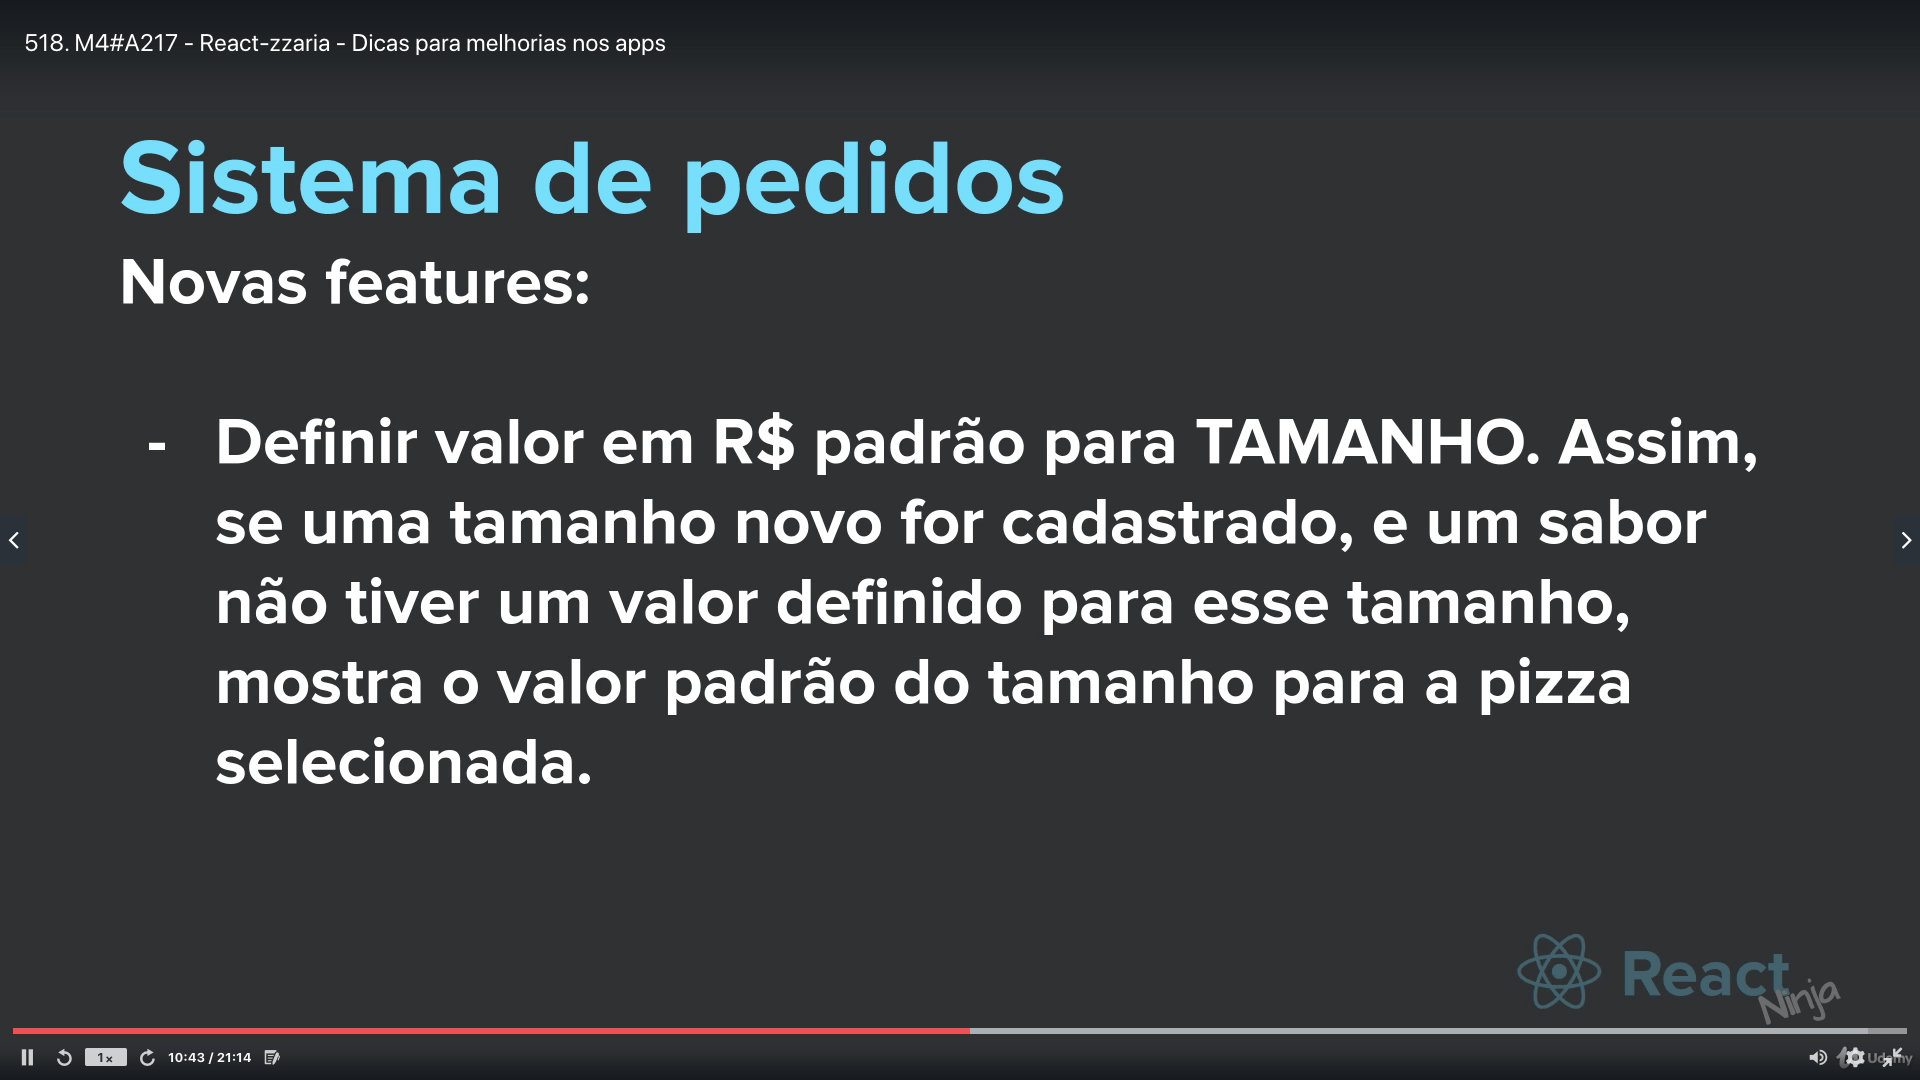 518. M4#A217 - React-zzaria - Dicas para melhorias nos apps
Sistema de pedidos
Novas features:
- Definir valor em R$ padrão para TAMANHO. Assim,
se uma tamanho novo for cadastrado, e um sabor
não tiver um valor definido para esse tamanho,
mostra o valor padrão do tamanho para a pizza
selecionada.
React
Ninja
1x
10:43 / 21:14
Udemy